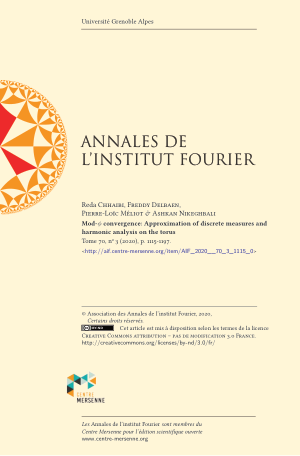 Université Grenoble Alpes
ANNALES DE
L'INSTITUT FOURIER
Reda Chhaibi, Freddy Delbaen,
Pierre-Loïc Méliot & Ashkan Nikeghbali
Mod-ϕ convergence: Approximation of discrete measures and
harmonic analysis on the torus
Tome 70, nº 3 (2020), p. 1115-1197.
<http://aif.centre-mersenne.org/item/AIF_2020__70_3_1115_0>
© Association des Annales de l'institut Fourier, 2020,
Certains droits réservés.
Cet article est mis à disposition selon les termes de la licence
Creative Commons attribution – pas de modification 3.0 France.
http://creativecommons.org/licenses/by-nd/3.0/fr/
CENTRE
MERSENNE
Les Annales de l'institut Fourier sont membres du
Centre Mersenne pour l'édition scientifique ouverte
www.centre-mersenne.org